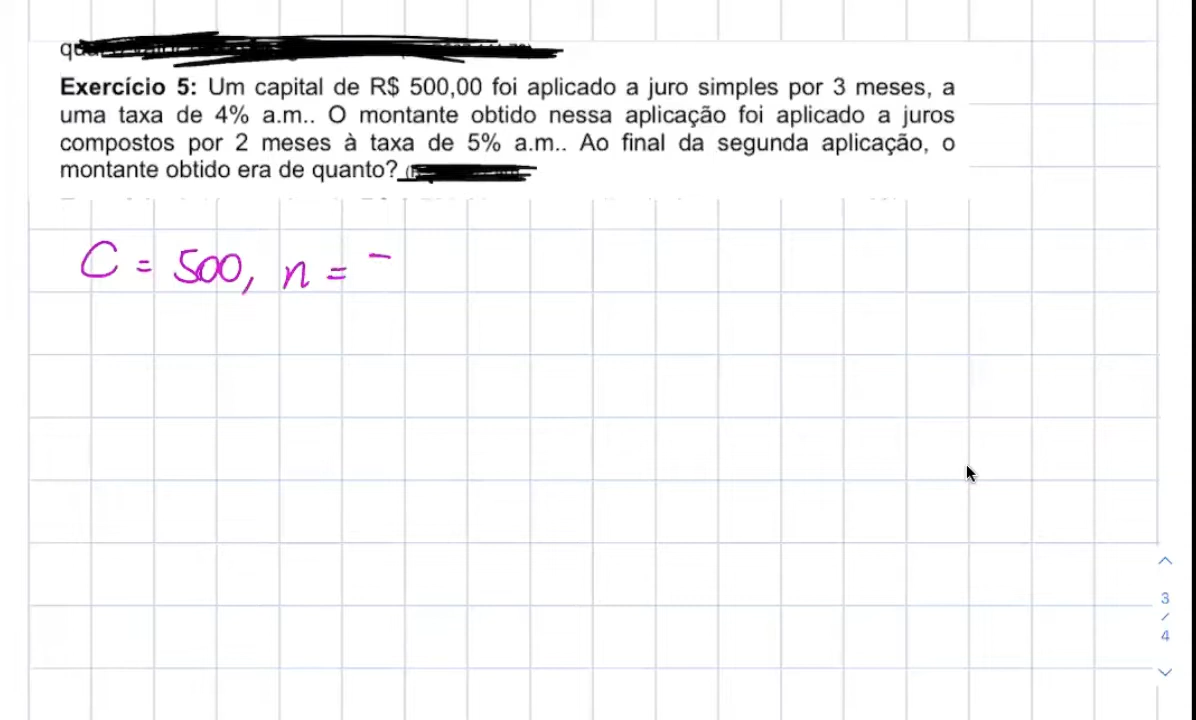 Exercício 5: Um capital de R$ 500,00 foi aplicado a juro simples por 3 meses, a
uma taxa de 4% a.m.. O montante obtido nessa aplicação foi aplicado a juros
compostos por 2 meses à taxa de 5% a.m.. Ao final da segunda aplicação, o
montante obtido era de quanto?
C = 500, n =
3
/
4